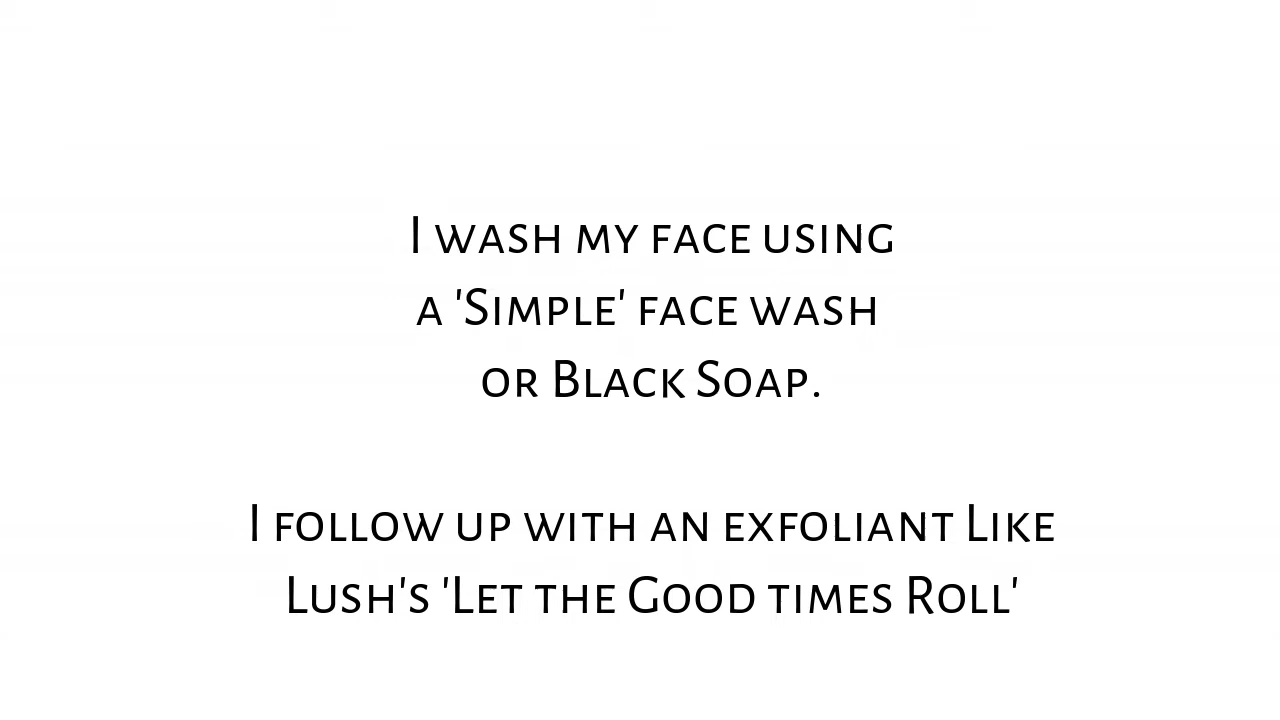 I wash my face using
a 'Simple' face wash
or Black Soap.
I follow up with an exfoliant Like
Lush's 'Let the Good times Roll'